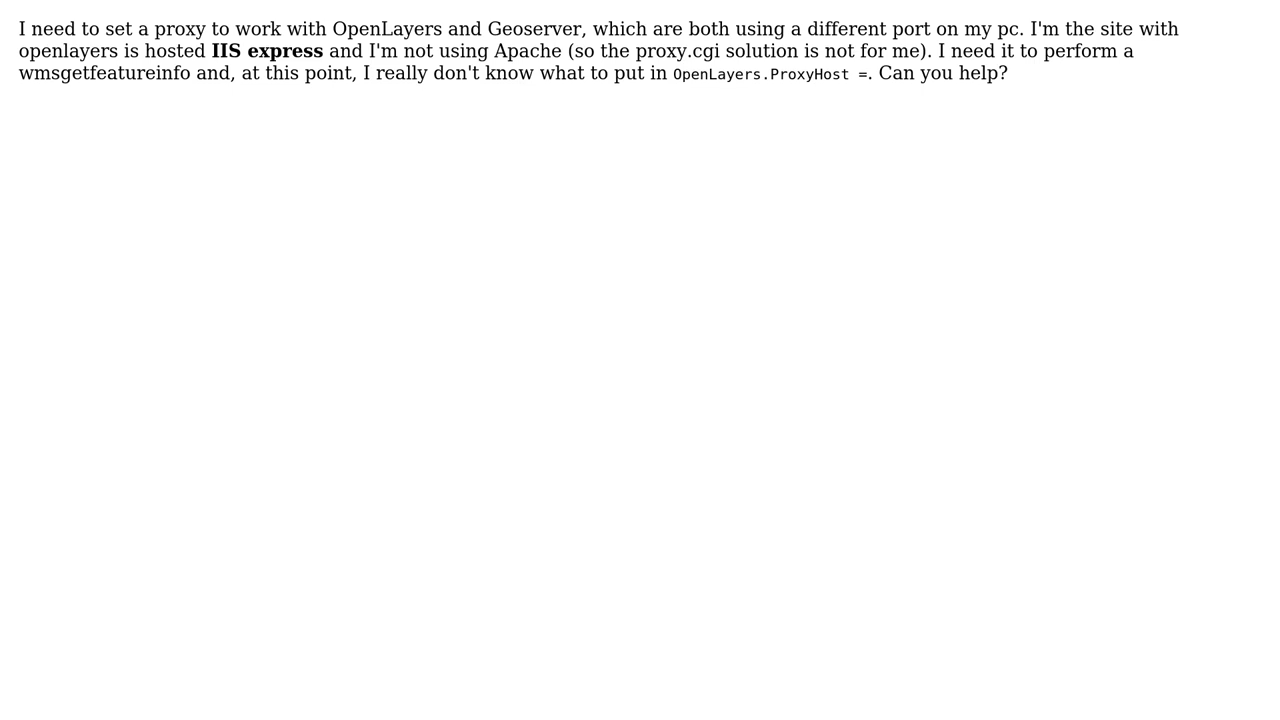 I need to set a proxy to work with OpenLayers and Geoserver, which are both using a different port on my pc. I'm the site with
openlayers is hosted IIS express and I'm not using Apache (so the proxy.cgi solution is not for me). I need it to perform a
wmsgetfeatureinfo and, at this point, I really don't know what to put in OpenLayers.ProxyHost =. Can you help?